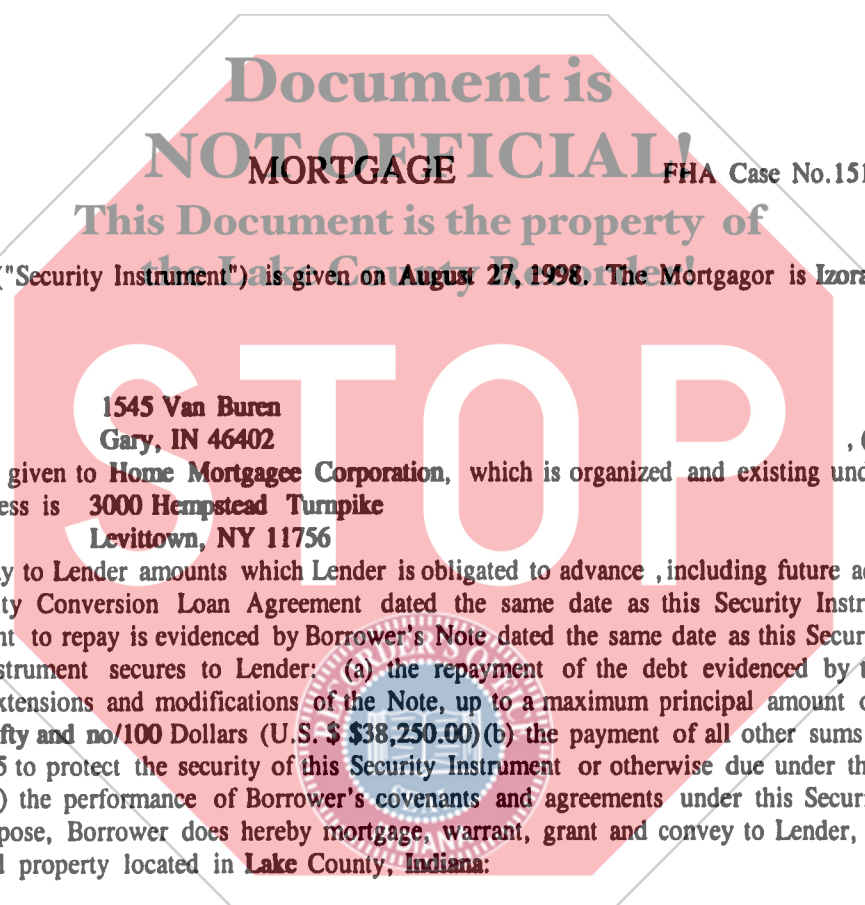 Document is
NOT OFFICIAL!
MORTGAGE FHA Case No.151
This Document is the property of
the Lake County Recorder!
("Security Instrument") is given on August 27, 1998. The Mortgagor is Izora
STOP
1545 Van Buren
Gary, IN 46402 , (
given to Home Mortgagee Corporation, which is organized and existing und
ess is 3000 Hempstead Turnpike
Levittown, NY 11756
y to Lender amounts which Lender is obligated to advance , including future ad
ty Conversion Loan Agreement dated the same date as this Security Instr
nt to repay is evidenced by Borrower's Note dated the same date as this Secur
strument secures to Lender: (a) the repayment of the debt evidenced by t
xtensions and modifications of the Note, up to a maximum principal amount o
fty and no/100 Dollars (U.S. $ $38,250.00)(b) the payment of all other sums
5 to protect the security of this Security Instrument or otherwise due under th
) the performance of Borrower's covenants and agreements under this Securi
pose, Borrower does hereby mortgage, warrant, grant and convey to Lender,
l property located in Lake County, Indiana: